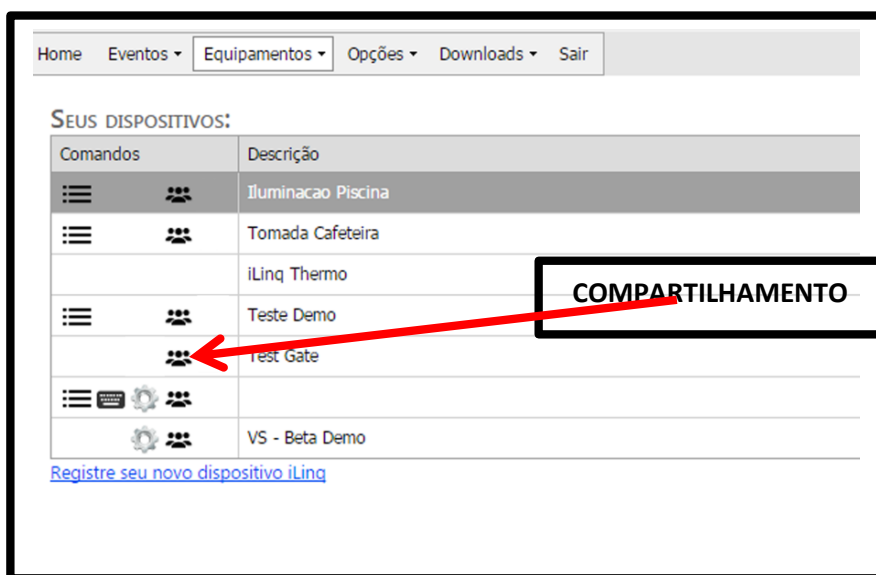 Home Eventos Equipamentos Opções Downloads Sair
SEUS DISPOSITIVOS:
Comandos Descrição
Iluminacao Piscina
Tomada Cafeteira
iLinq Thermo
COMPARTILHAMENTO
Teste Demo
Test Gate
VS - Beta Demo
Registre seu novo dispositivo iLinq